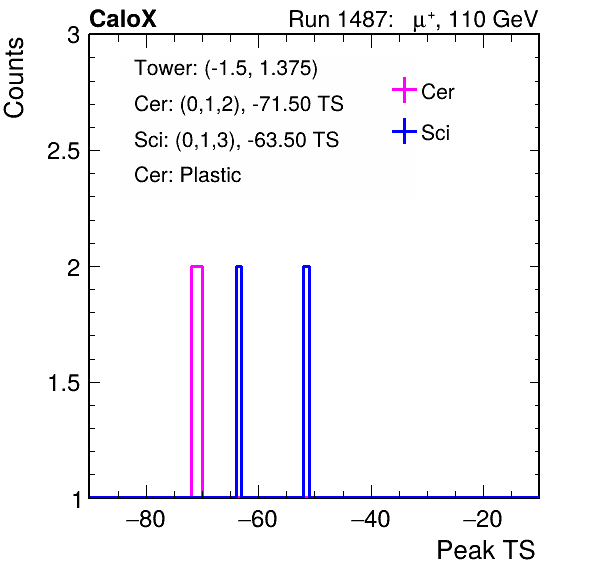 CaloX Run 1487: μ⁺, 110 GeV
Counts
3
2.5
2
1.5
1
Tower: (-1.5, 1.375)
Cer: (0,1,2), -71.50 TS
Sci: (0,1,3), -63.50 TS
Cer: Plastic
Cer
Sci
−80 −60 −40 −20
Peak TS